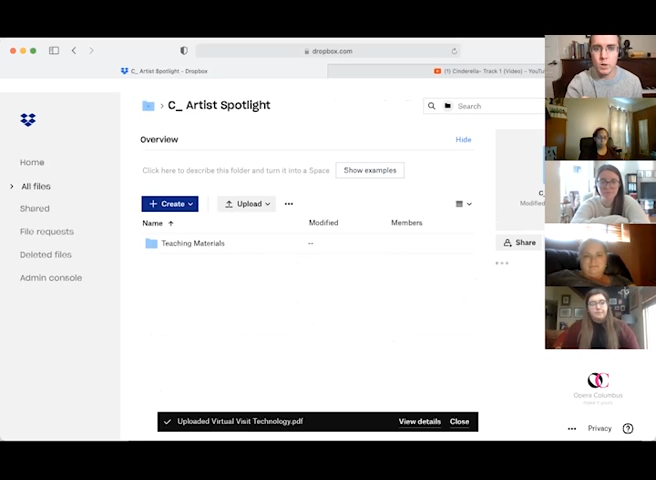 dropbox.com
C_ Artist Spotlight - Dropbox
(1) Cinderella- Track 1 (Video) - YouTu
C_ Artist Spotlight
Search
Home
Overview
Hide
All files
Click here to describe this folder and turn it into a Space
Show examples
Shared
Create
Upload
File requests
Name
Modified
Members
Deleted files
Teaching Materials
--
Share
Admin console
C_
Modified
Opera Columbus
Uploaded Virtual Visit Technology.pdf
View details
Close
Privacy